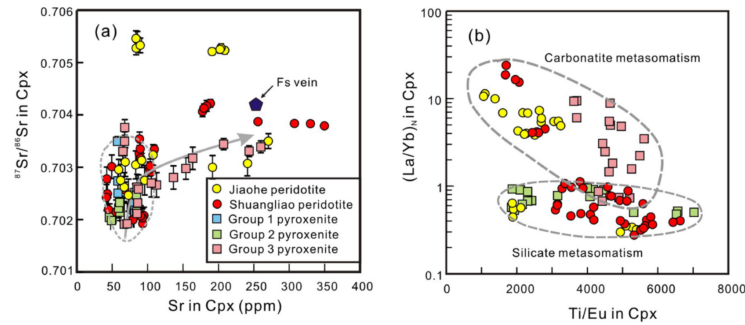 (a)
0.706
0.705
0.704
0.703
0.702
0.701
⁸⁷Sr/⁸⁶Sr in Cpx
Fs vein
Jiaohe peridotite
Shuangliao peridotite
Group 1 pyroxenite
Group 2 pyroxenite
Group 3 pyroxenite
0 50 100 150 200 250 300 350 400
Sr in Cpx (ppm)
(b)
100
10
1
0.1
(La/Yb)N in Cpx
Carbonatite metasomatism
Silicate metasomatism
0 2000 4000 6000 8000
Ti/Eu in Cpx